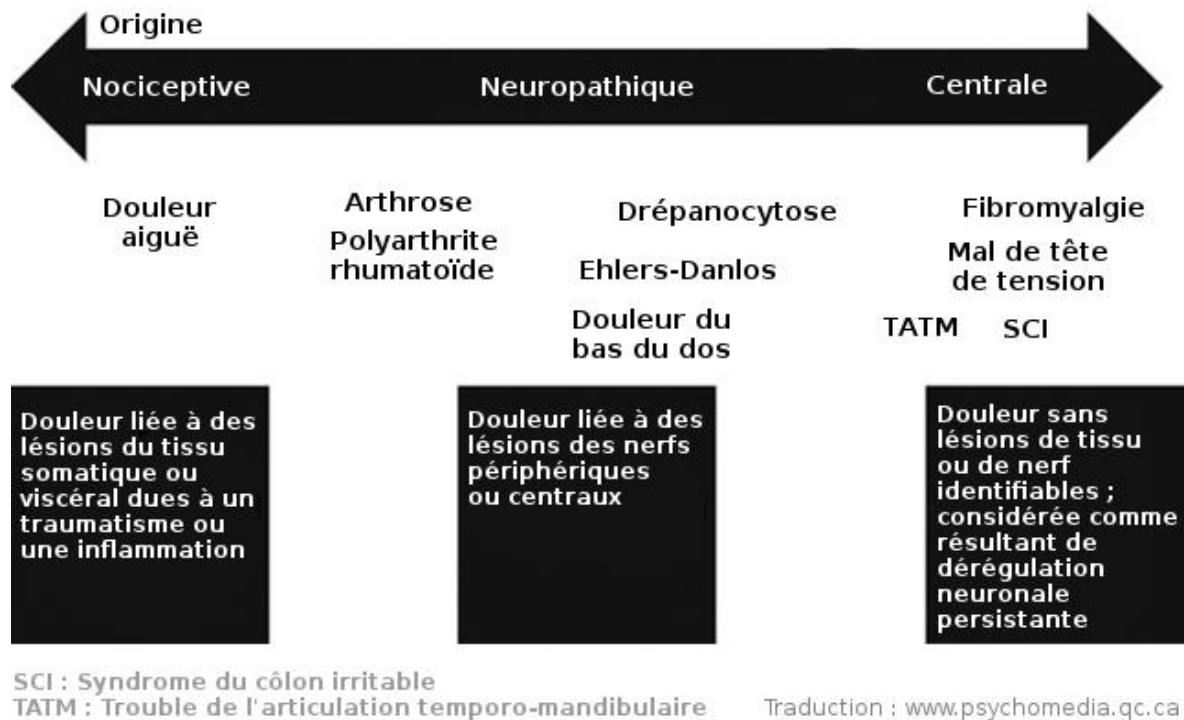 Origine
Nociceptive
Neuropathique
Centrale
Douleur
aiguë
Arthrose
Polyarthrite
rhumatoïde
Drépanocytose
Ehlers-Danlos
Douleur du
bas du dos
Fibromyalgie
Mal de tête
de tension
TATM
SCI
Douleur liée à des
lésions du tissu
somatique ou
viscéral dues à un
traumatisme ou
une inflammation
Douleur liée à des
lésions des nerfs
périphériques
ou centraux
Douleur sans
lésions de tissu
ou de nerf
identifiables ;
considérée comme
résultant de
dérégulation
neuronale
persistante
SCI : Syndrome du côlon irritable
TATM : Trouble de l'articulation temporo-mandibulaire
Traduction : www.psychomedia.qc.ca